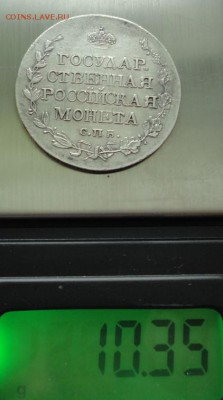 COINS.LAVE.RU
ГОСУДАР
СТВЕННАЯ
РОССІЙСКАЯ
МОНЕТА
С.П.Б.
10.35
g